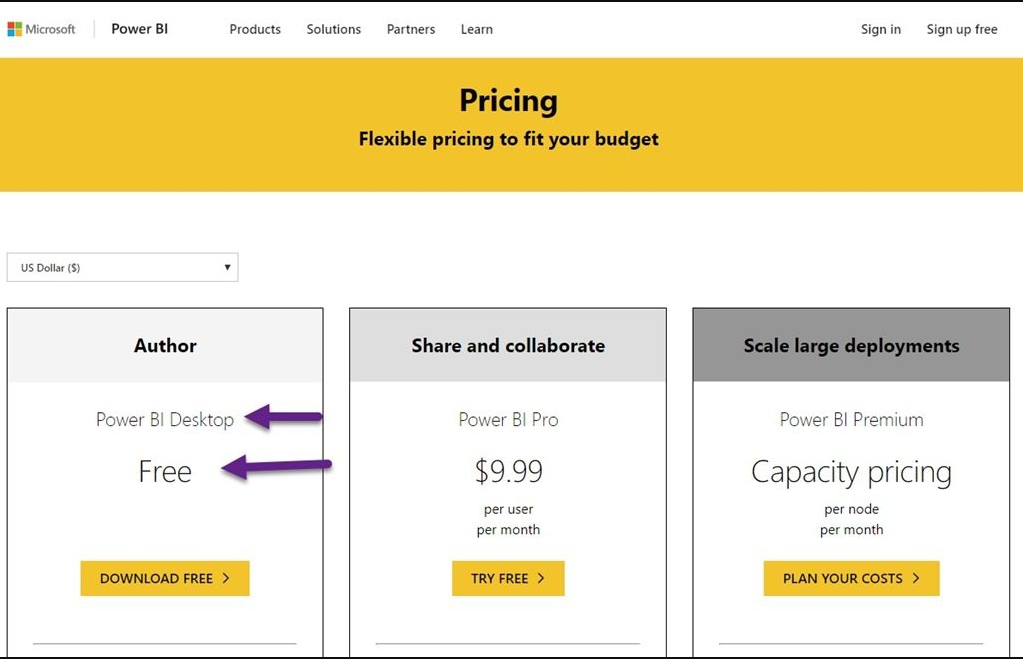 Microsoft Power BI Products Solutions Partners Learn Sign in Sign up free
Pricing
Flexible pricing to fit your budget
US Dollar ($)
Author
Power BI Desktop
Free
DOWNLOAD FREE
Share and collaborate
Power BI Pro
$9.99
per user
per month
TRY FREE
Scale large deployments
Power BI Premium
Capacity pricing
per node
per month
PLAN YOUR COSTS